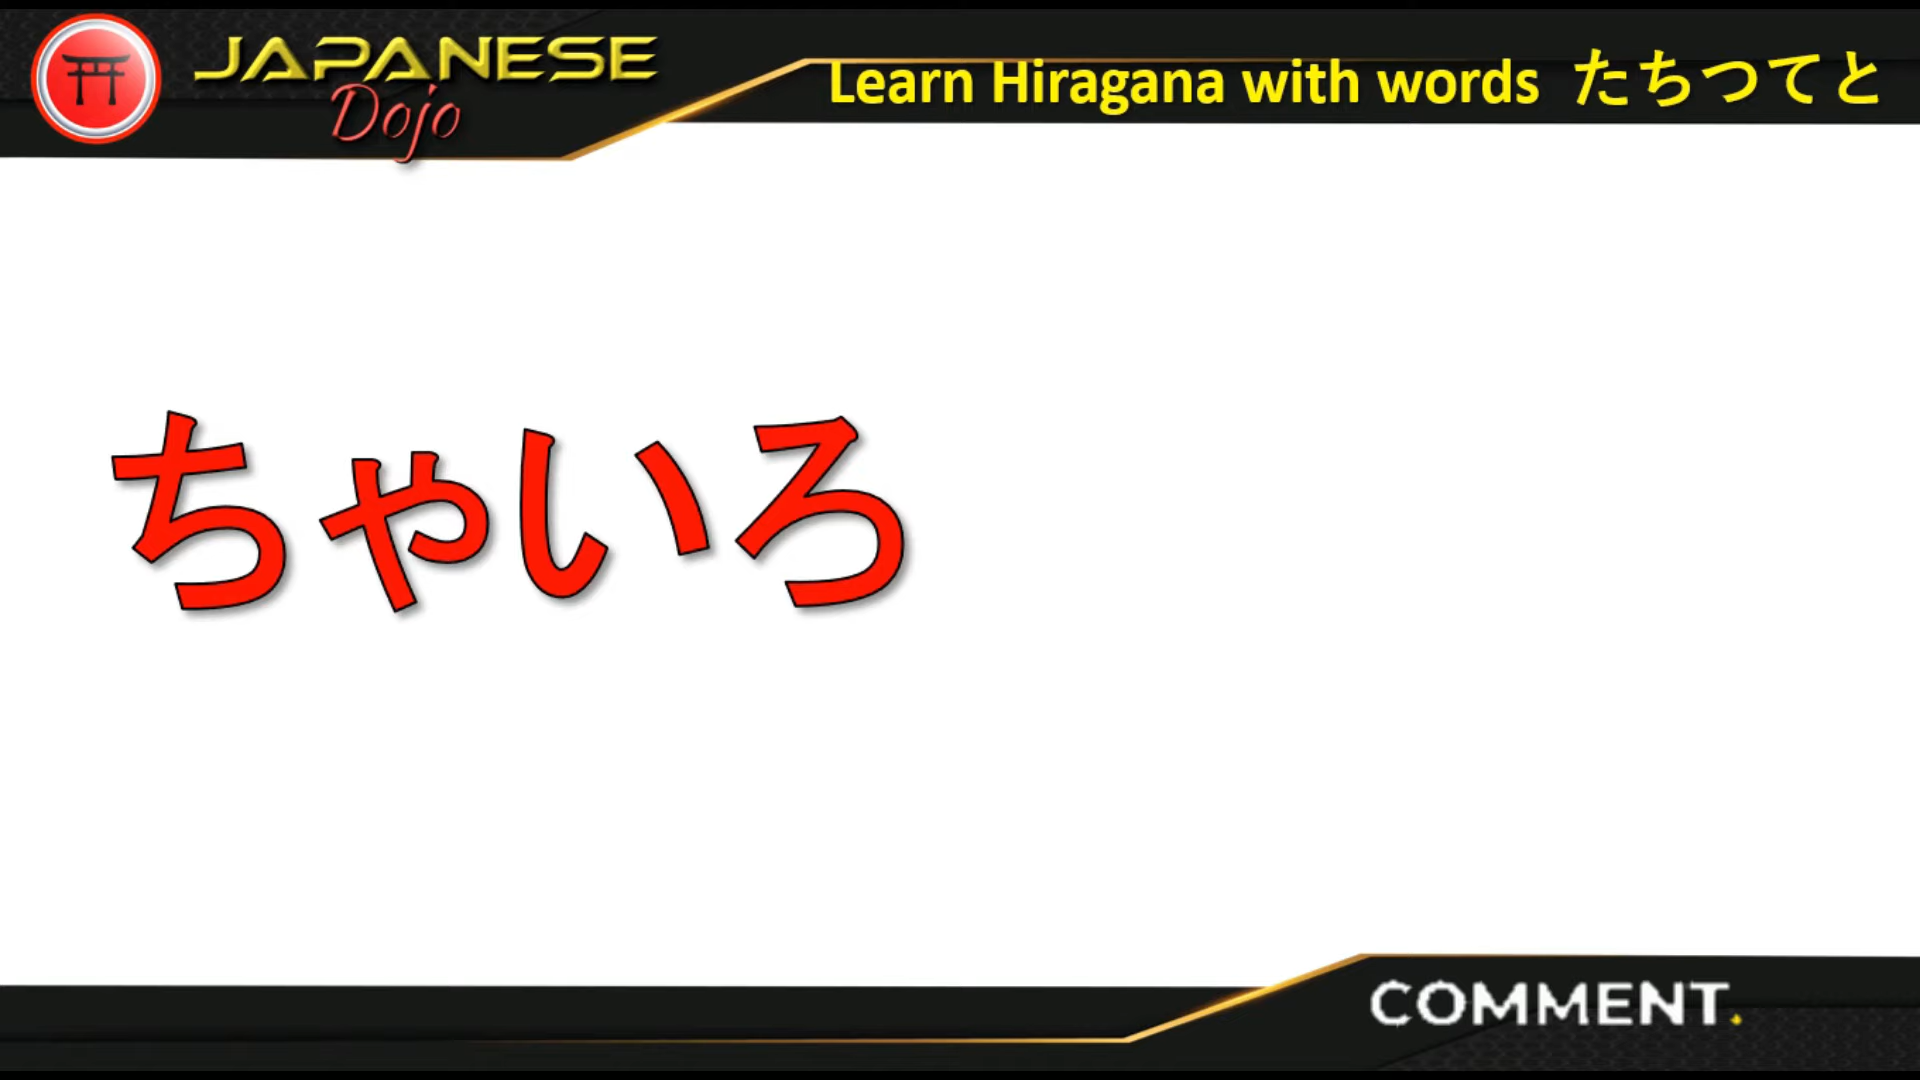 JAPANESE
Dojo
Learn Hiragana with words たちつてと
ちゃいろ
COMMENT.